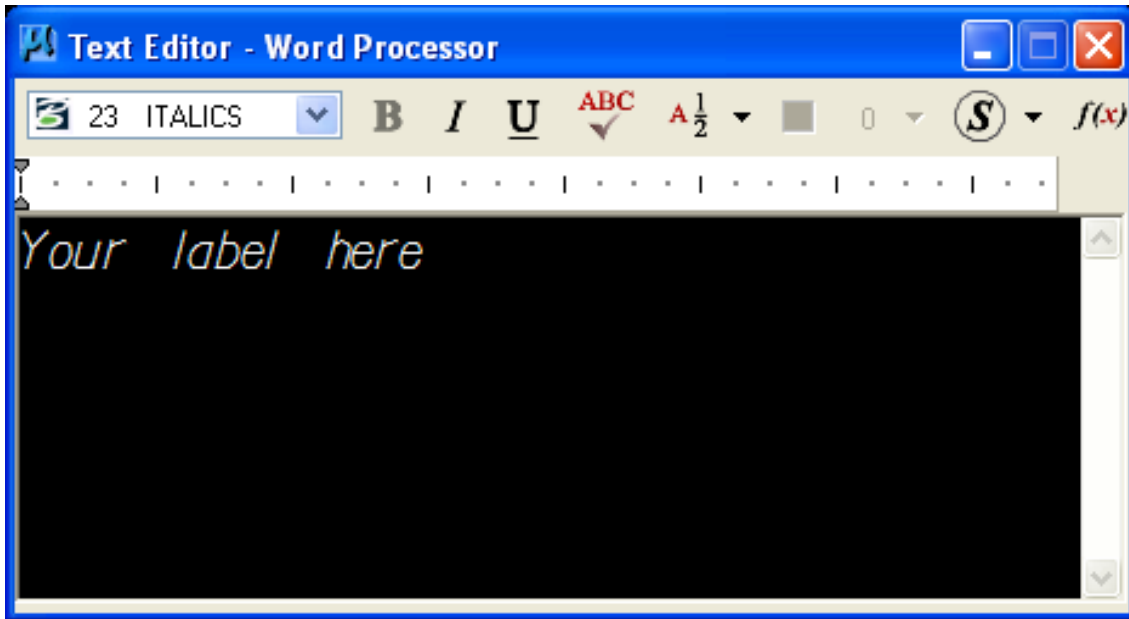 Text Editor - Word Processor
23 ITALICS B I U ABC A 1/2 0 S f(x)
Your label here